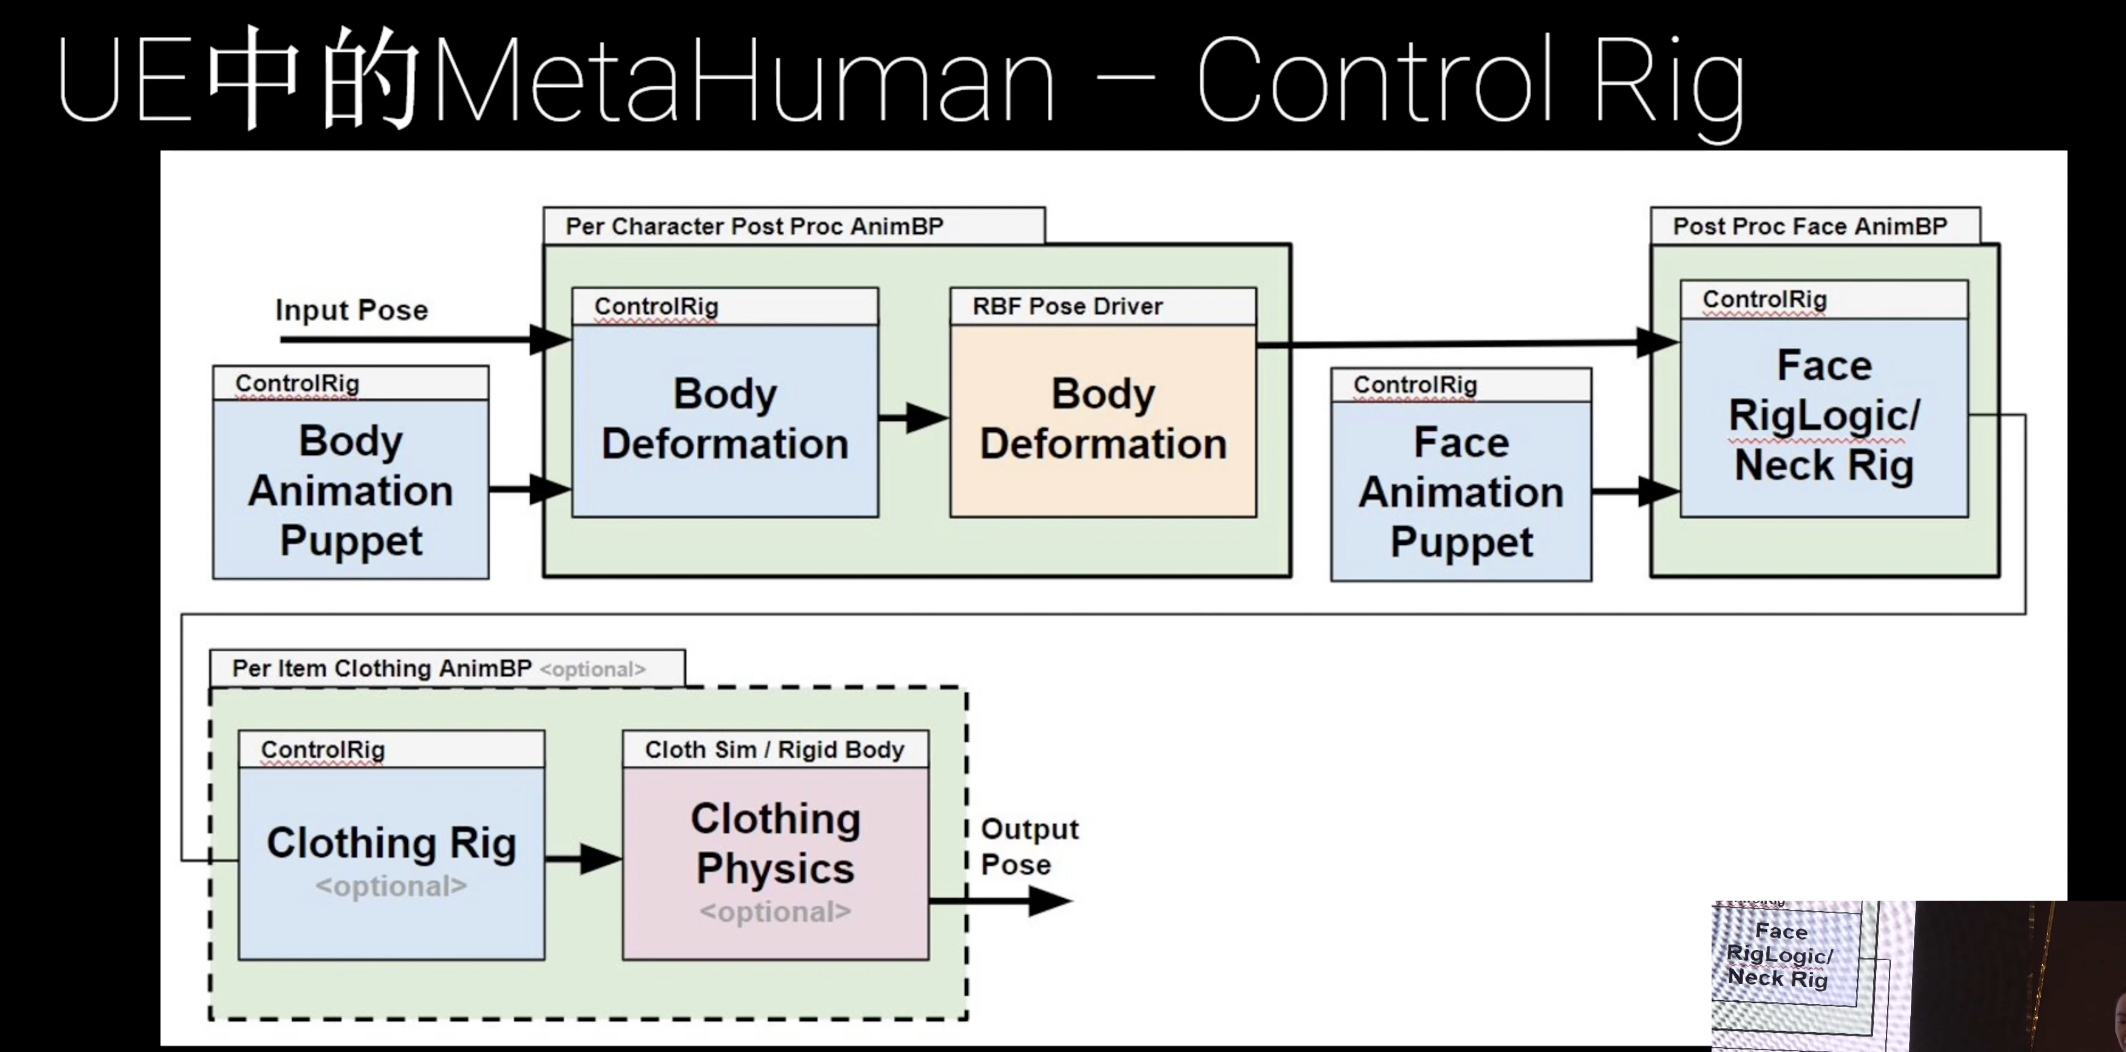 UE中的MetaHuman – Control Rig
Per Character Post Proc AnimBP
Post Proc Face AnimBP
Input Pose
ControlRig
Body
Deformation
RBF Pose Driver
Body
Deformation
ControlRig
Face
RigLogic/
Neck Rig
ControlRig
Body
Animation
Puppet
ControlRig
Face
Animation
Puppet
Per Item Clothing AnimBP <optional>
ControlRig
Clothing Rig
<optional>
Cloth Sim / Rigid Body
Clothing
Physics
<optional>
Output
Pose
Face
RigLogic/
Neck Rig